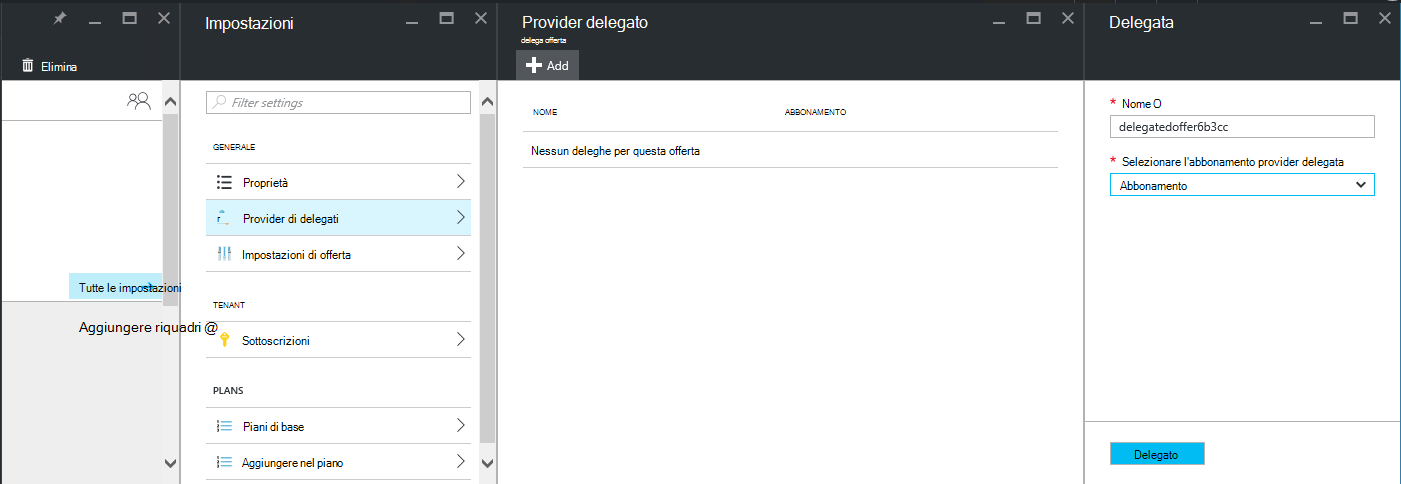 Elimina
Tutte le impostazioni
Aggiungere riquadri @
Impostazioni
Filter settings
GENERALE
Proprietà
Provider di delegati
Impostazioni di offerta
TENANT
Sottoscrizioni
PLANS
Piani di base
Aggiungere nel piano
Provider delegato
delega offerta
Add
NOME ABBONAMENTO
Nessun deleghe per questa offerta
Delegata
* Nome O
delegatedoffer6b3cc
* Selezionare l'abbonamento provider delegata
Abbonamento
Delegato